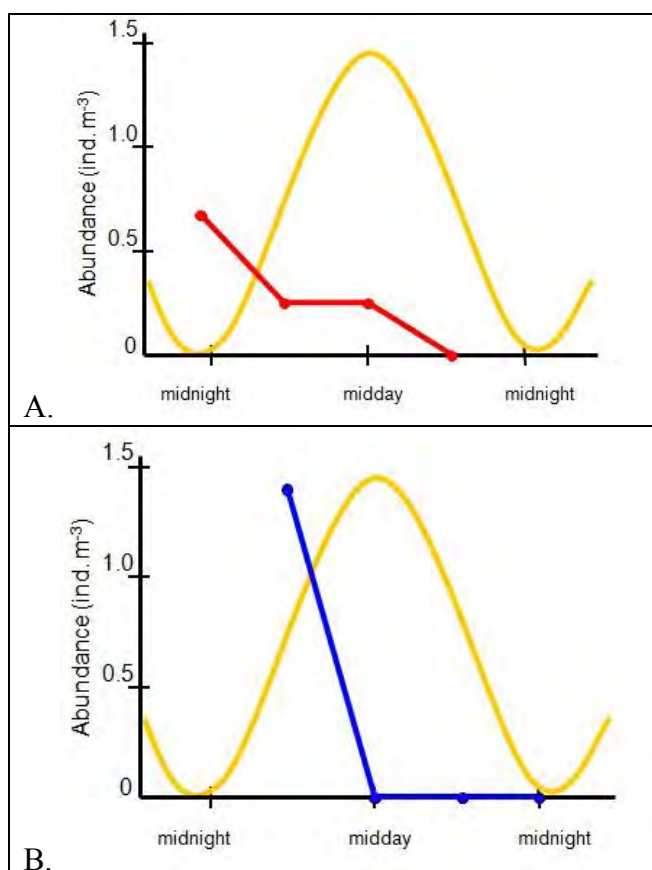 1.5
1.0
0.5
0
Abundance (ind. m-3)
midnight midday midnight
A.
1.5
1.0
0.5
0
Abundance (ind. m-3)
midnight midday midnight
B.